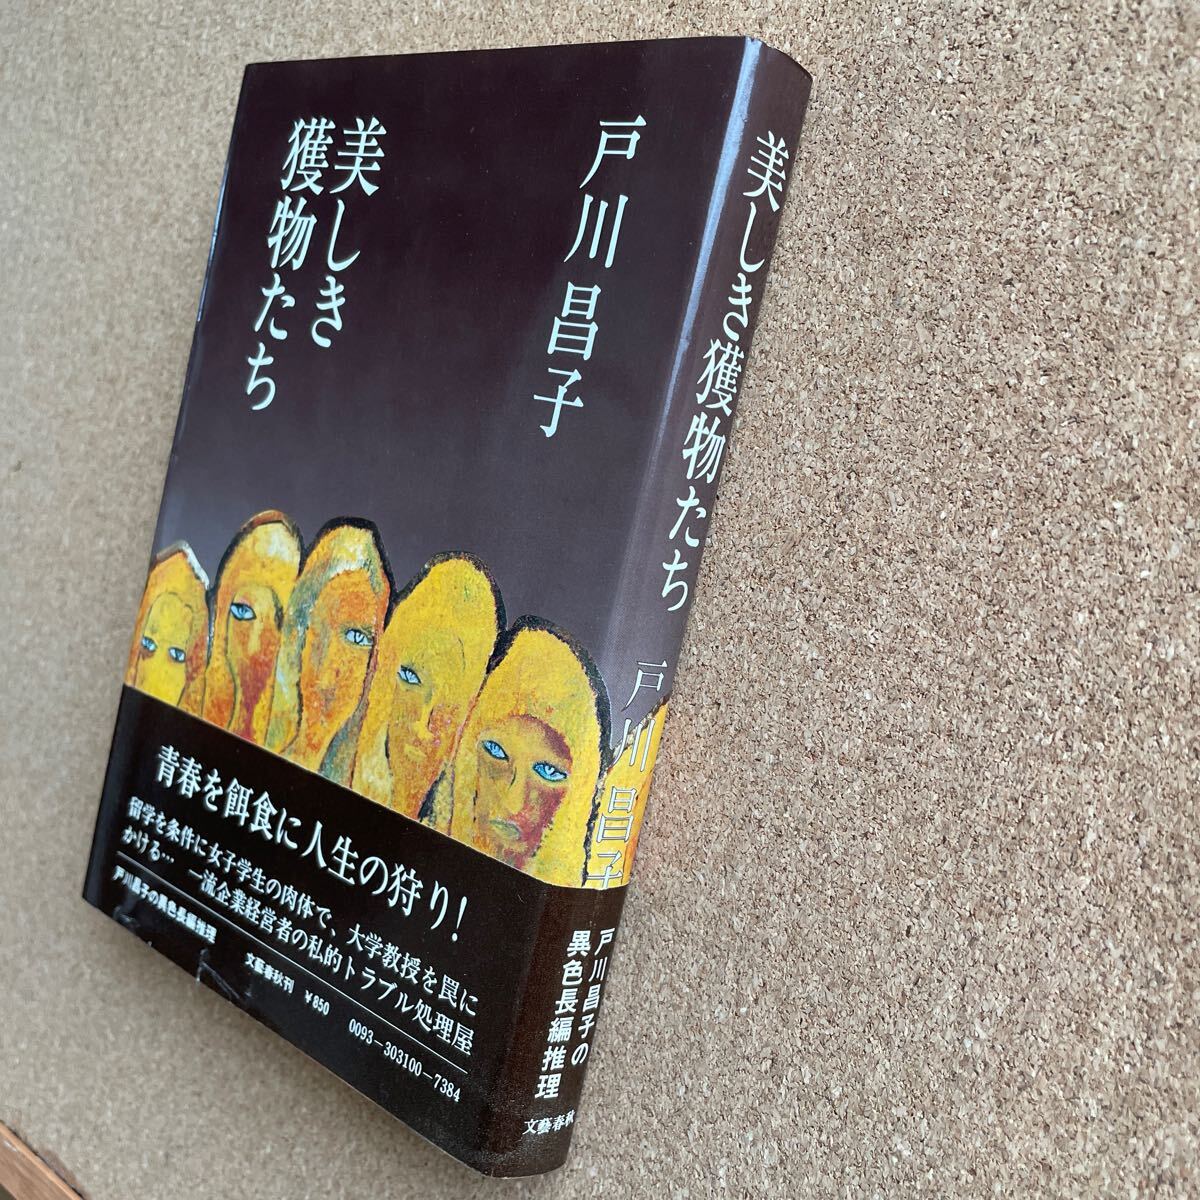 戸川昌子
美しき
獲物たち
青春を餌食に人生の狩り!
留学を条件に女子学生の肉体で、大学教授を罠に
かける… 一流企業経営者の私的トラブル処理屋
戸川昌子の異色長編推理
文藝春秋刊 ¥850 0093-303100-7384
美しき獲物たち
戸川昌子
戸川昌子の
異色長編推理
文藝春秋